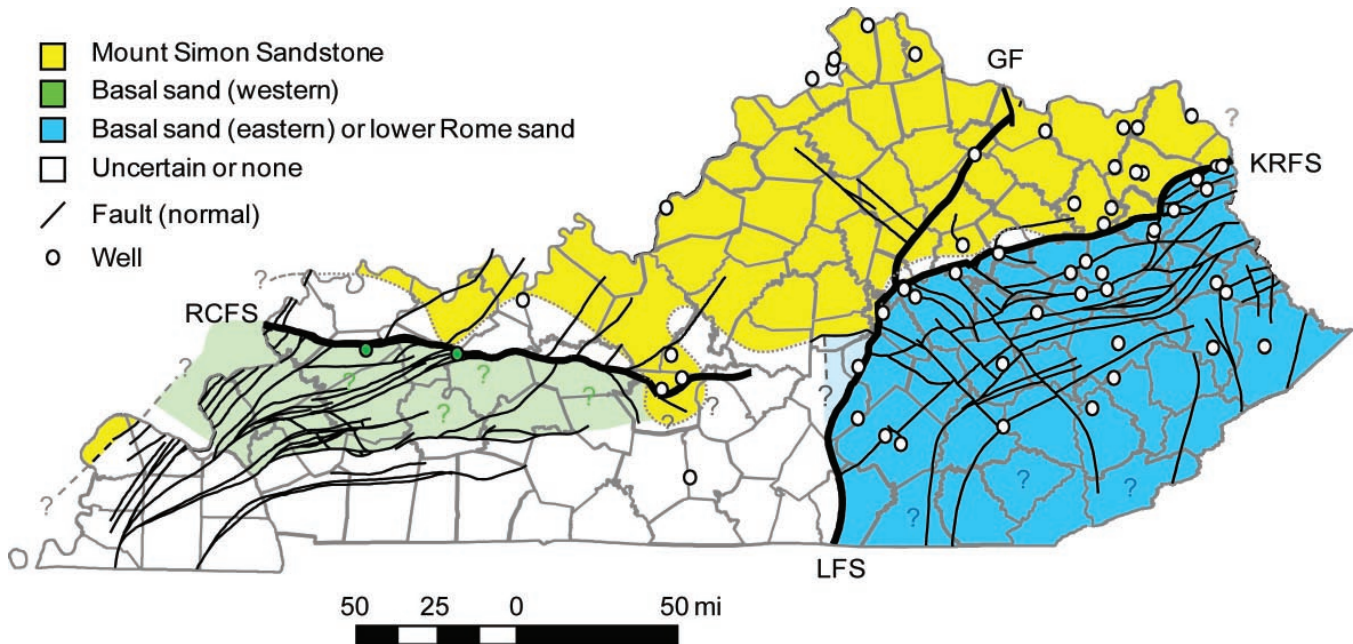 Mount Simon Sandstone
Basal sand (western)
Basal sand (eastern) or lower Rome sand
Uncertain or none
Fault (normal)
Well
GF
?
KRFS
?
RCFS
?
?
?
?
?
?
?
?
?
?
?
?
?
LFS
50 25 0 50 mi